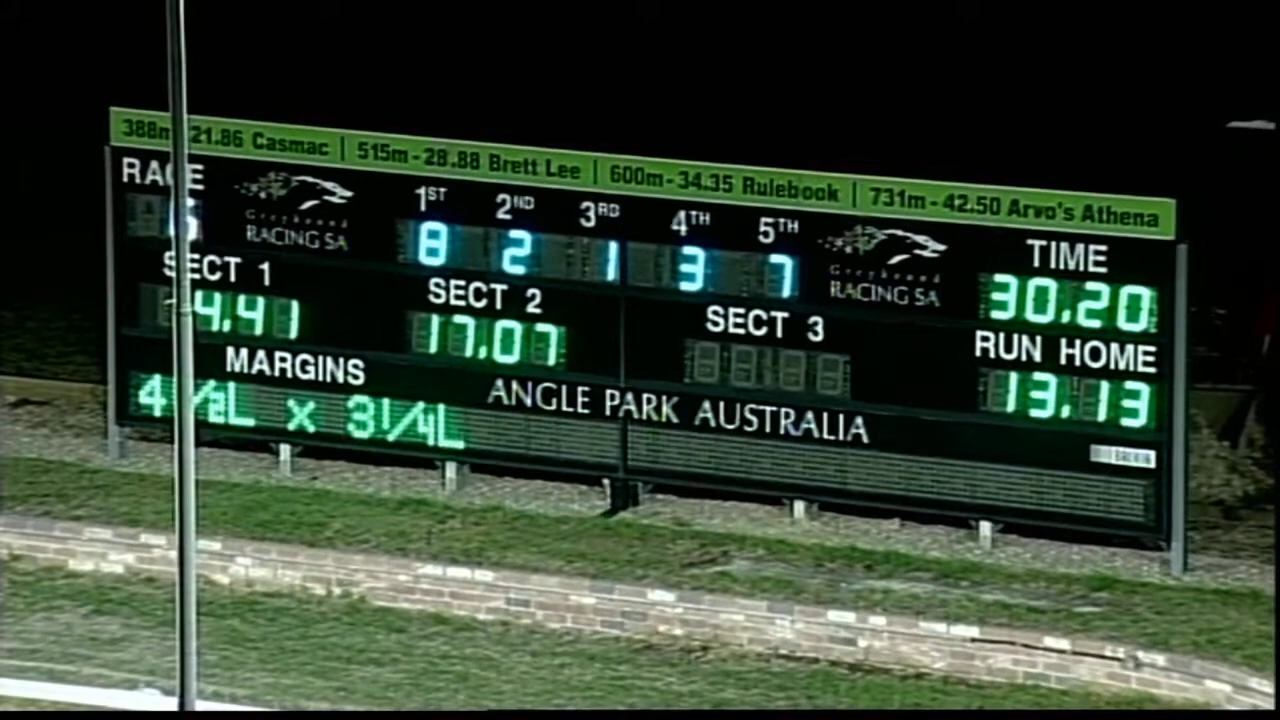 388m-21.86 Casmac | 515m-28.88 Brett Lee | 600m-34.35 Rulebook | 731m-42.50 Arvo's Athena
RACE
Greyhound
RACING SA
1ST 2ND 3RD 4TH 5TH
8 2 1 3 7
Greyhound
RACING SA
TIME
30.20
SECT 1
4.41
SECT 2
17.07
SECT 3
RUN HOME
13.13
MARGINS
4 1/2L x 3 1/4L
ANGLE PARK AUSTRALIA